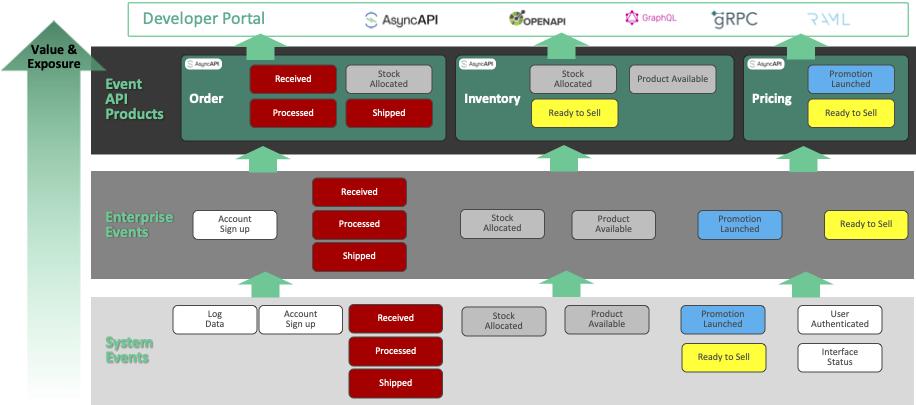 Developer Portal
AsyncAPI
OPENAPI
GraphQL
gRPC
RAML
Value &
Exposure
Event
API
Products
AsyncAPI
Order
Received
Stock
Allocated
Processed
Shipped
AsyncAPI
Inventory
Stock
Allocated
Product Available
Ready to Sell
AsyncAPI
Pricing
Promotion
Launched
Ready to Sell
Enterprise
Events
Account
Sign up
Received
Processed
Shipped
Stock
Allocated
Product
Available
Promotion
Launched
Ready to Sell
System
Events
Log
Data
Account
Sign up
Received
Processed
Shipped
Stock
Allocated
Product
Available
Promotion
Launched
Ready to Sell
User
Authenticated
Interface
Status